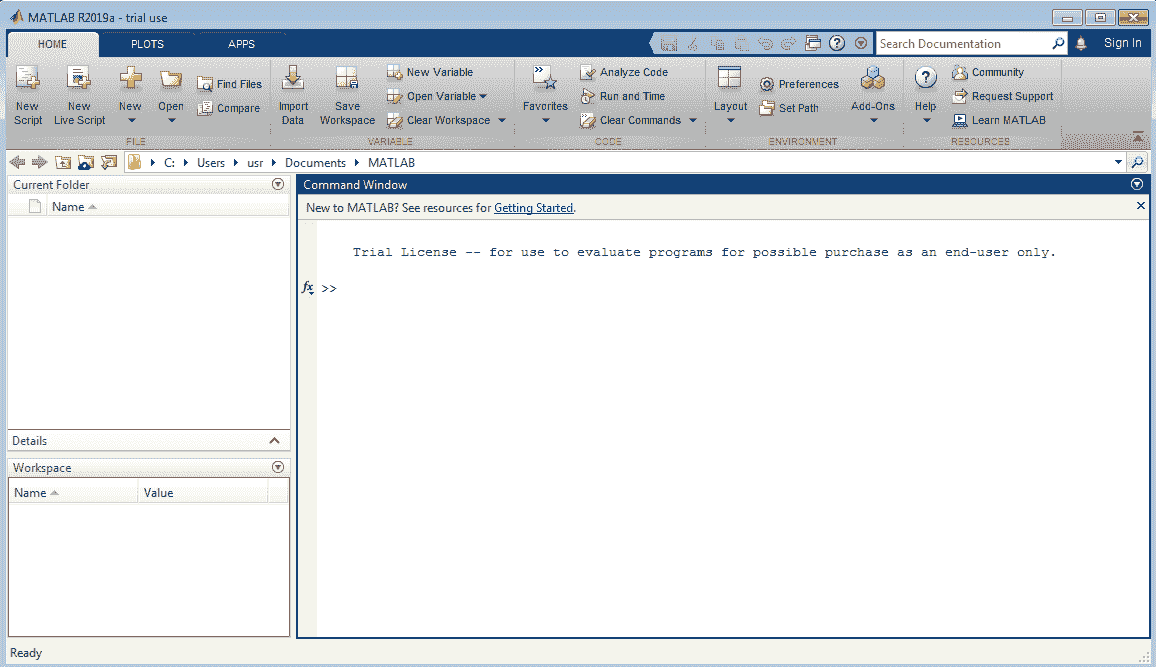 MATLAB R2019a - trial use
HOME PLOTS APPS
Search Documentation
Sign In
New Script
New Live Script
New
Open
Find Files
Compare
FILE
Import Data
Save Workspace
New Variable
Open Variable
Clear Workspace
VARIABLE
Favorites
Analyze Code
Run and Time
Clear Commands
CODE
Layout
Preferences
Set Path
Add-Ons
ENVIRONMENT
Help
Community
Request Support
Learn MATLAB
RESOURCES
C: Users usr Documents MATLAB
Current Folder
Name
Details
Workspace
Name Value
Command Window
New to MATLAB? See resources for Getting Started.
Trial License -- for use to evaluate programs for possible purchase as an end-user only.
fx >>
Ready